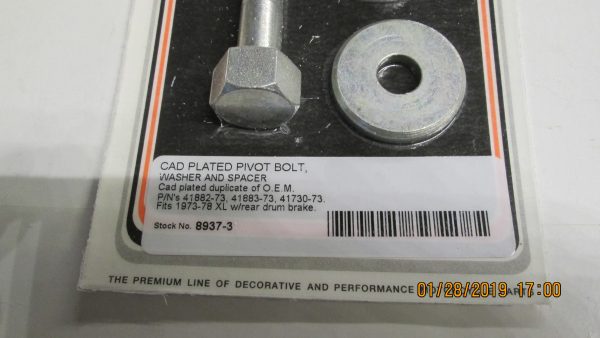 CAD PLATED PIVOT BOLT,
WASHER AND SPACER
Cad plated duplicate of O.E.M.
P/N's 41682-73, 41683-73, 41730-73.
Fits 1973-78 XL w/rear drum brake.
Stock No. 8937-3
THE PREMIUM LINE OF DECORATIVE AND PERFORMANCE
01/28/2019 17:00